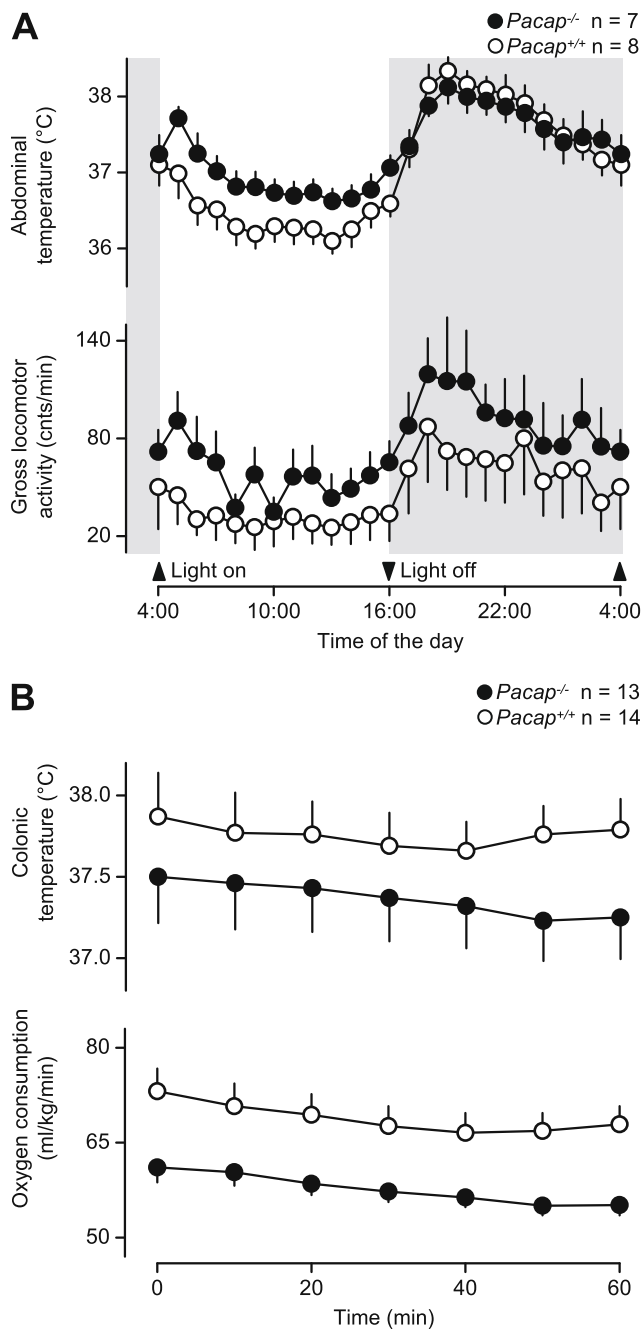 A
Pacap-/- n = 7
Pacap+/+ n = 8
Abdominal
temperature (°C)
38
37
36
Gross locomotor
activity (cnts/min)
140
80
20
Light on
Light off
4:00
10:00
16:00
22:00
4:00
Time of the day
B
Pacap-/- n = 13
Pacap+/+ n = 14
Colonic
temperature (°C)
38.0
37.5
37.0
Oxygen consumption
(ml/kg/min)
80
65
50
0
20
40
60
Time (min)